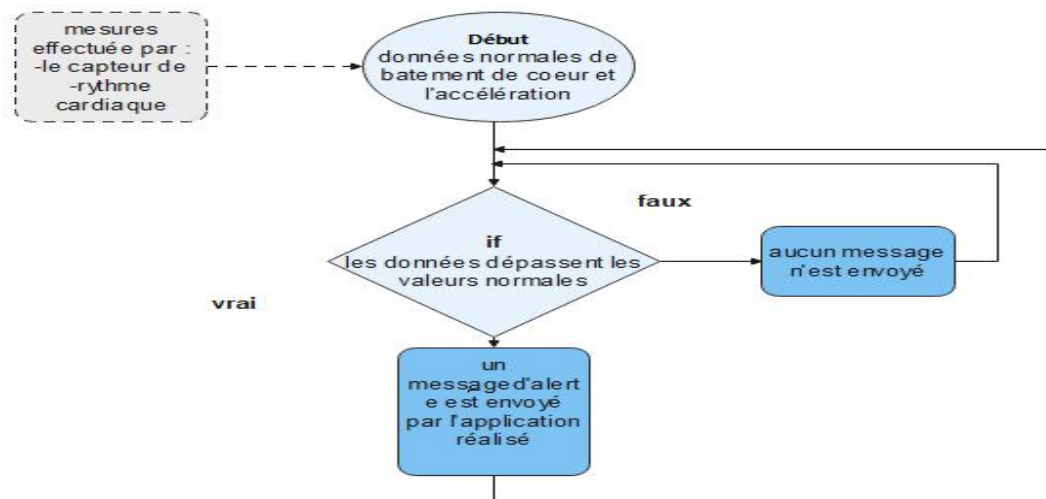 mesures
effectuée par :
-le capteur de
-rythme
cardiaque
Début
données normales de
batement de coeur et
l'accélération
faux
if
les données dépassent les
valeurs normales
aucun message
n'est envoyé
vrai
un
message d'alert
e est envoyé
par l'application
réalisé